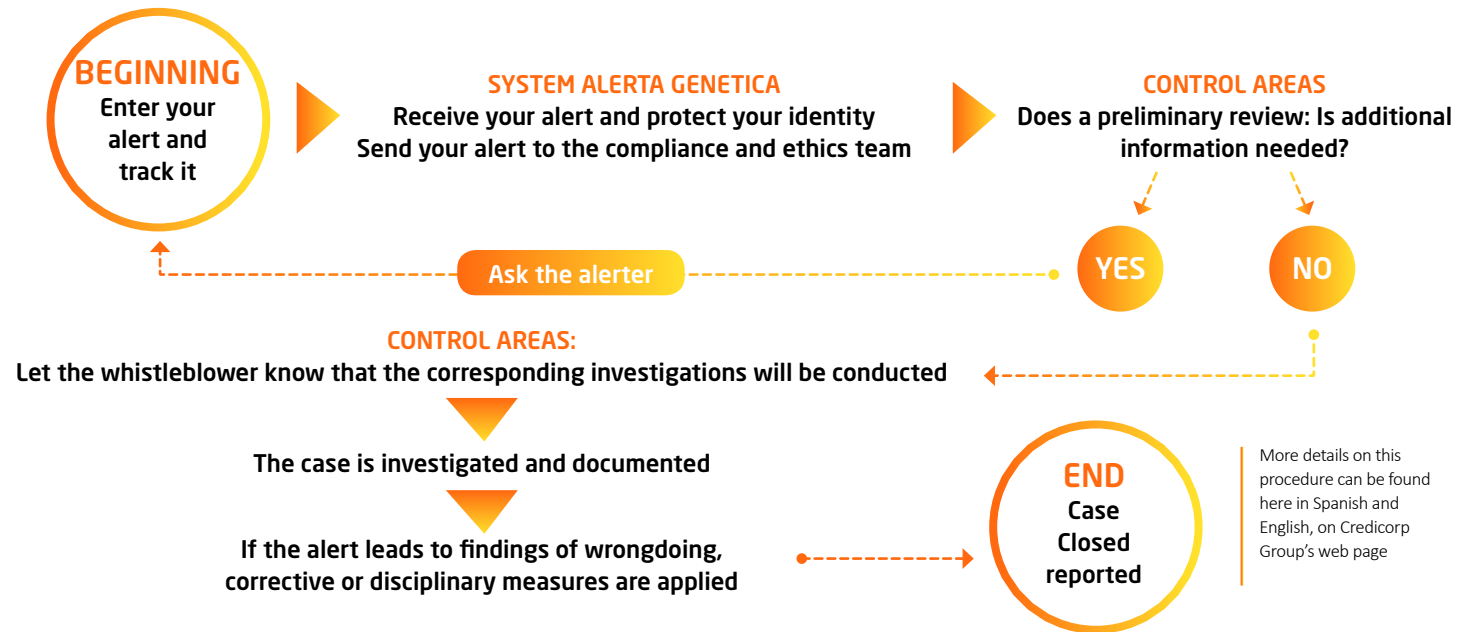 BEGINNING
Enter your
alert and
track it
SYSTEM ALERTA GENETICA
Receive your alert and protect your identity
Send your alert to the compliance and ethics team
CONTROL AREAS
Does a preliminary review: Is additional
information needed?
YES
NO
Ask the alerter
CONTROL AREAS:
Let the whistleblower know that the corresponding investigations will be conducted
The case is investigated and documented
If the alert leads to findings of wrongdoing,
corrective or disciplinary measures are applied
END
Case
Closed
reported
More details on this
procedure can be found
here in Spanish and
English, on Credicorp
Group's web page